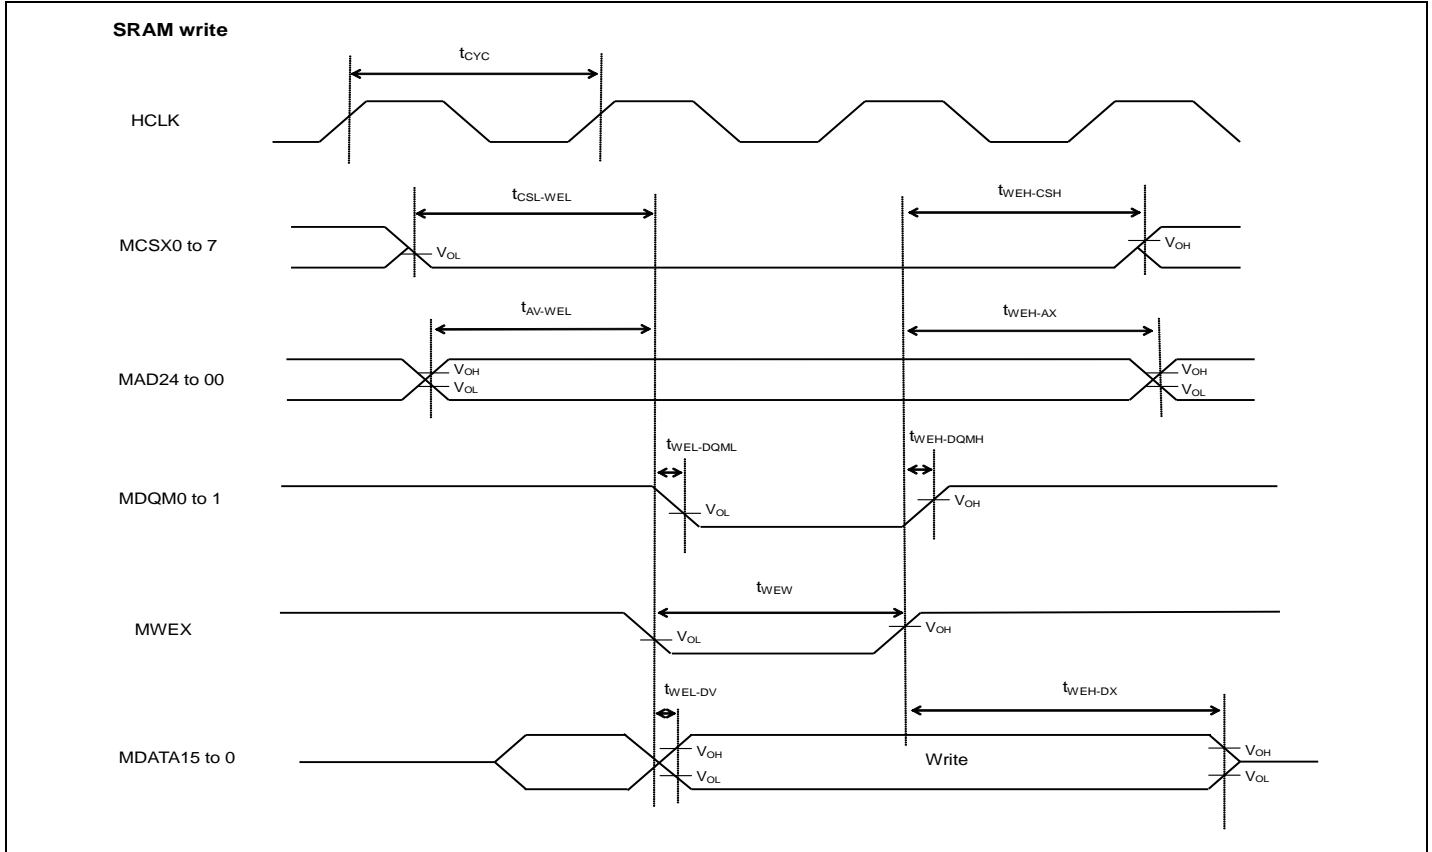 SRAM write
tCYC
HCLK
tCSL-WEL
tWEH-CSH
MCSX0 to 7
VOL
VOH
tAV-WEL
tWEH-AX
MAD24 to 00
VOH
VOL
VOH
VOL
tWEL-DQML
tWEH-DQMH
MDQM0 to 1
VOL
VOH
tWEW
MWEX
VOL
VOH
tWEL-DV
tWEH-DX
MDATA15 to 0
VOH
VOL
Write
VOH
VOL